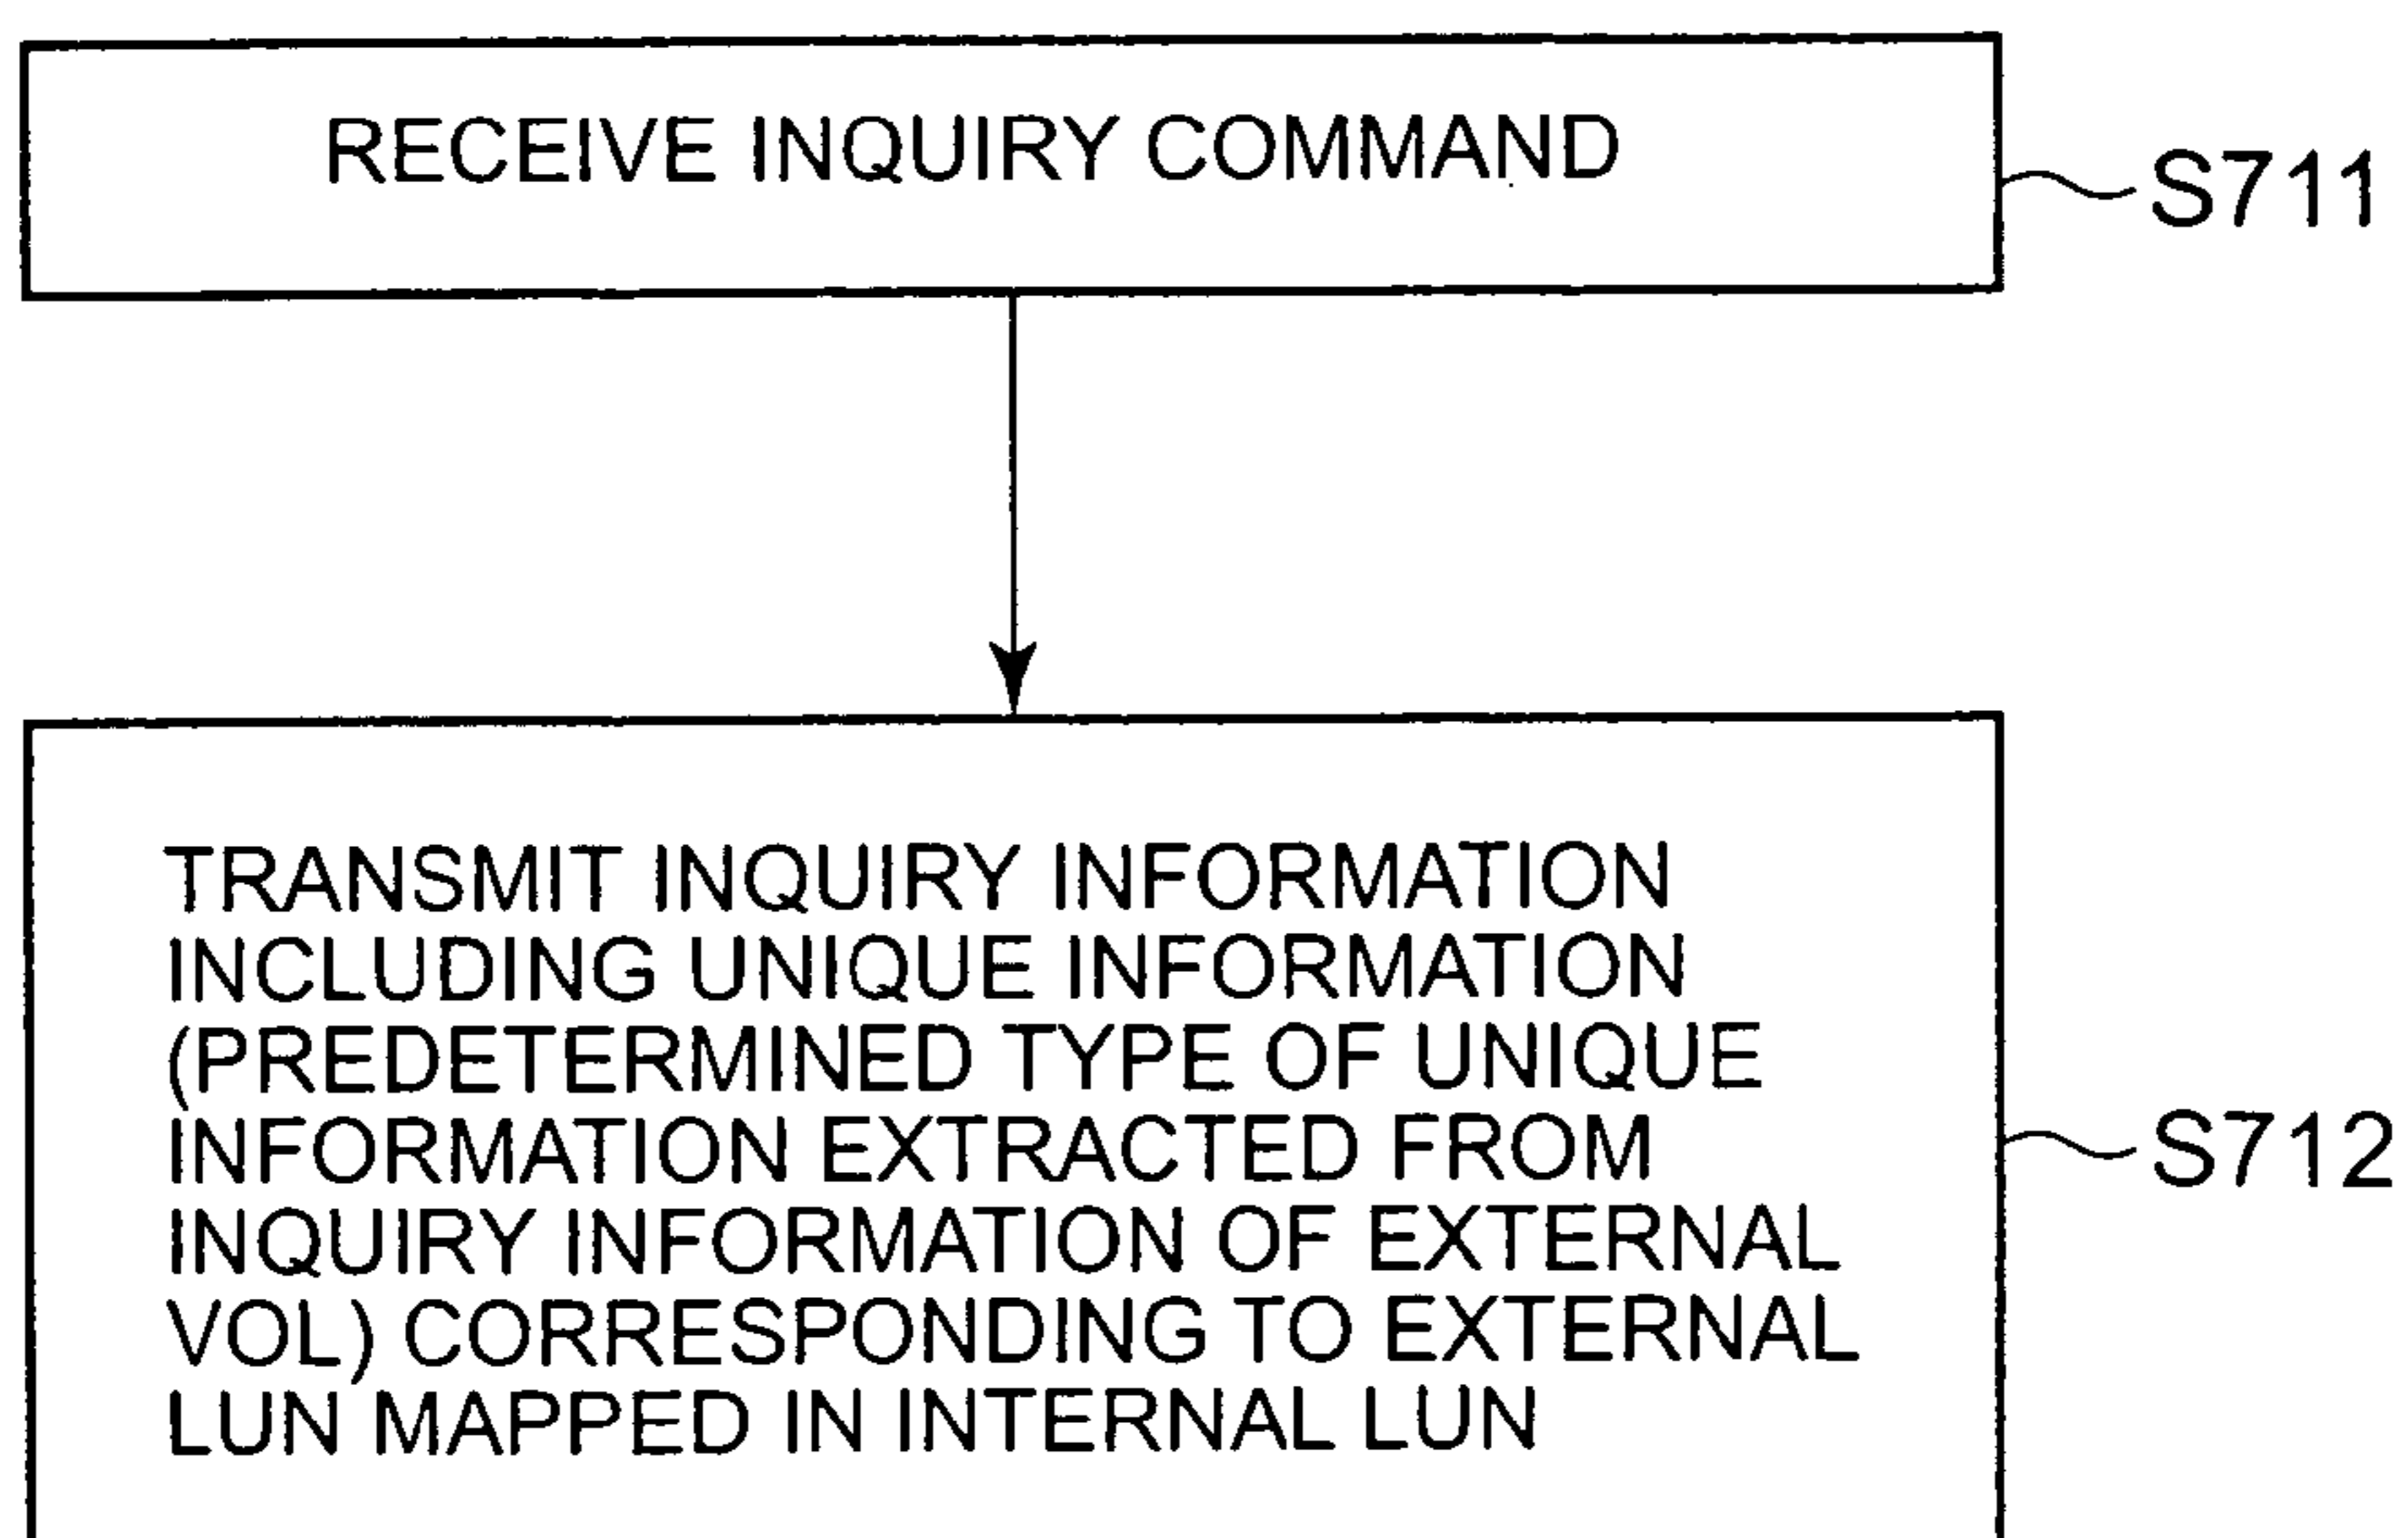 RECEIVE INQUIRY COMMAND
S711
TRANSMIT INQUIRY INFORMATION
INCLUDING UNIQUE INFORMATION
(PREDETERMINED TYPE OF UNIQUE
INFORMATION EXTRACTED FROM
S712
INQUIRY INFORMATION OF EXTERNAL
VOL) CORRESPONDING TO EXTERNAL
LUN MAPPED IN INTERNAL LUN